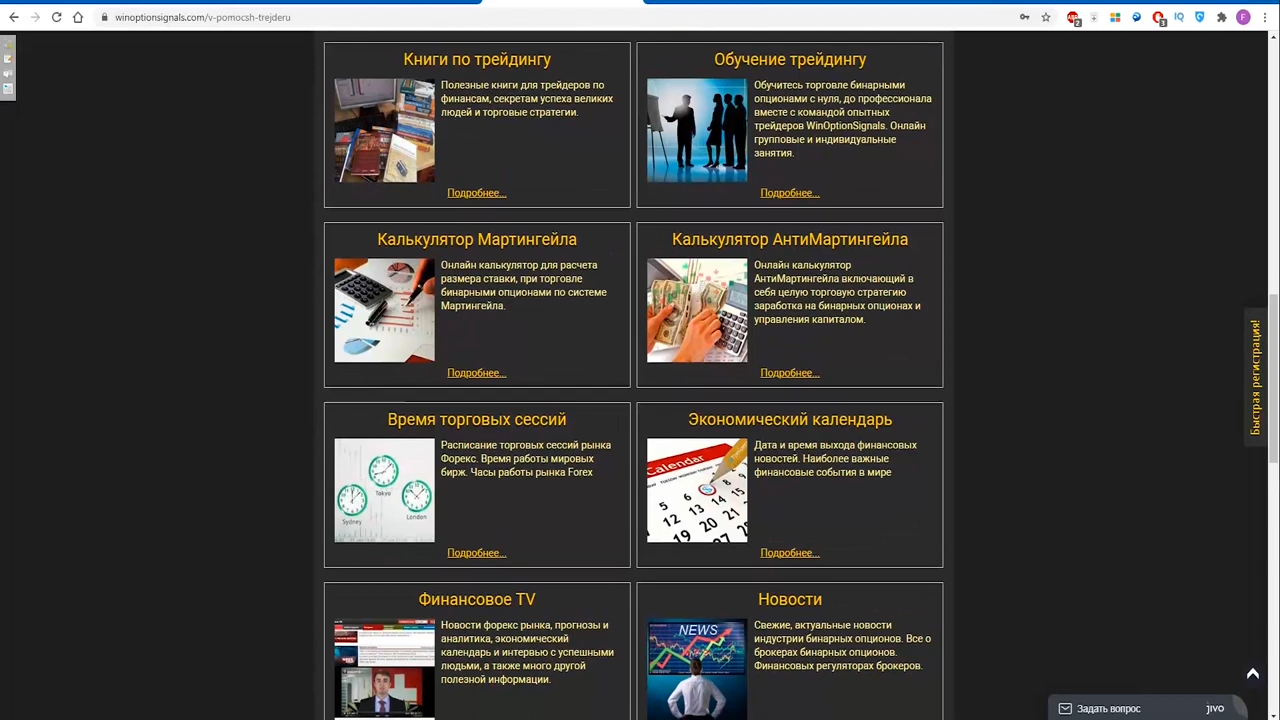 winoptionsignals.com/v-pomocsh-trejderu
Книги по трейдингу
Полезные книги для трейдеров по
финансам, секретам успеха великих
людей и торговые стратегии.
Подробнее...
Обучение трейдингу
Обучитесь торговле бинарными
опционами с нуля, до профессионала
вместе с командой опытных
трейдеров WinOptionSignals. Онлайн
групповые и индивидуальные
занятия.
Подробнее...
Калькулятор Мартингейла
Онлайн калькулятор для расчета
размера ставки, при торговле
бинарными опционами по системе
Мартингейла.
Подробнее...
Калькулятор АнтиМартингейла
Онлайн калькулятор
АнтиМартингейла включающий в
себя целую торговую стратегию
заработка на бинарных опционах и
управления капиталом.
Подробнее...
Время торговых сессий
Расписание торговых сессий рынка
Форекс. Время работы мировых
бирж. Часы работы рынка Forex
Tokyo
Sydney
London
Подробнее...
Экономический календарь
Дата и время выхода финансовых
новостей. Наиболее важные
финансовые события в мире
Calendar
Подробнее...
Финансовое TV
Новости форекс рынка, прогнозы и
аналитика, экономический
календарь и интервью с успешными
людьми, а также много другой
полезной информации.
Новости
NEWS
Свежие, актуальные новости
индустрии бинарных опционов. Все о
брокерах бинарных опционов.
Финансовых регуляторах брокеров.
Быстрая регистрация!
Задать вопрос
jivo